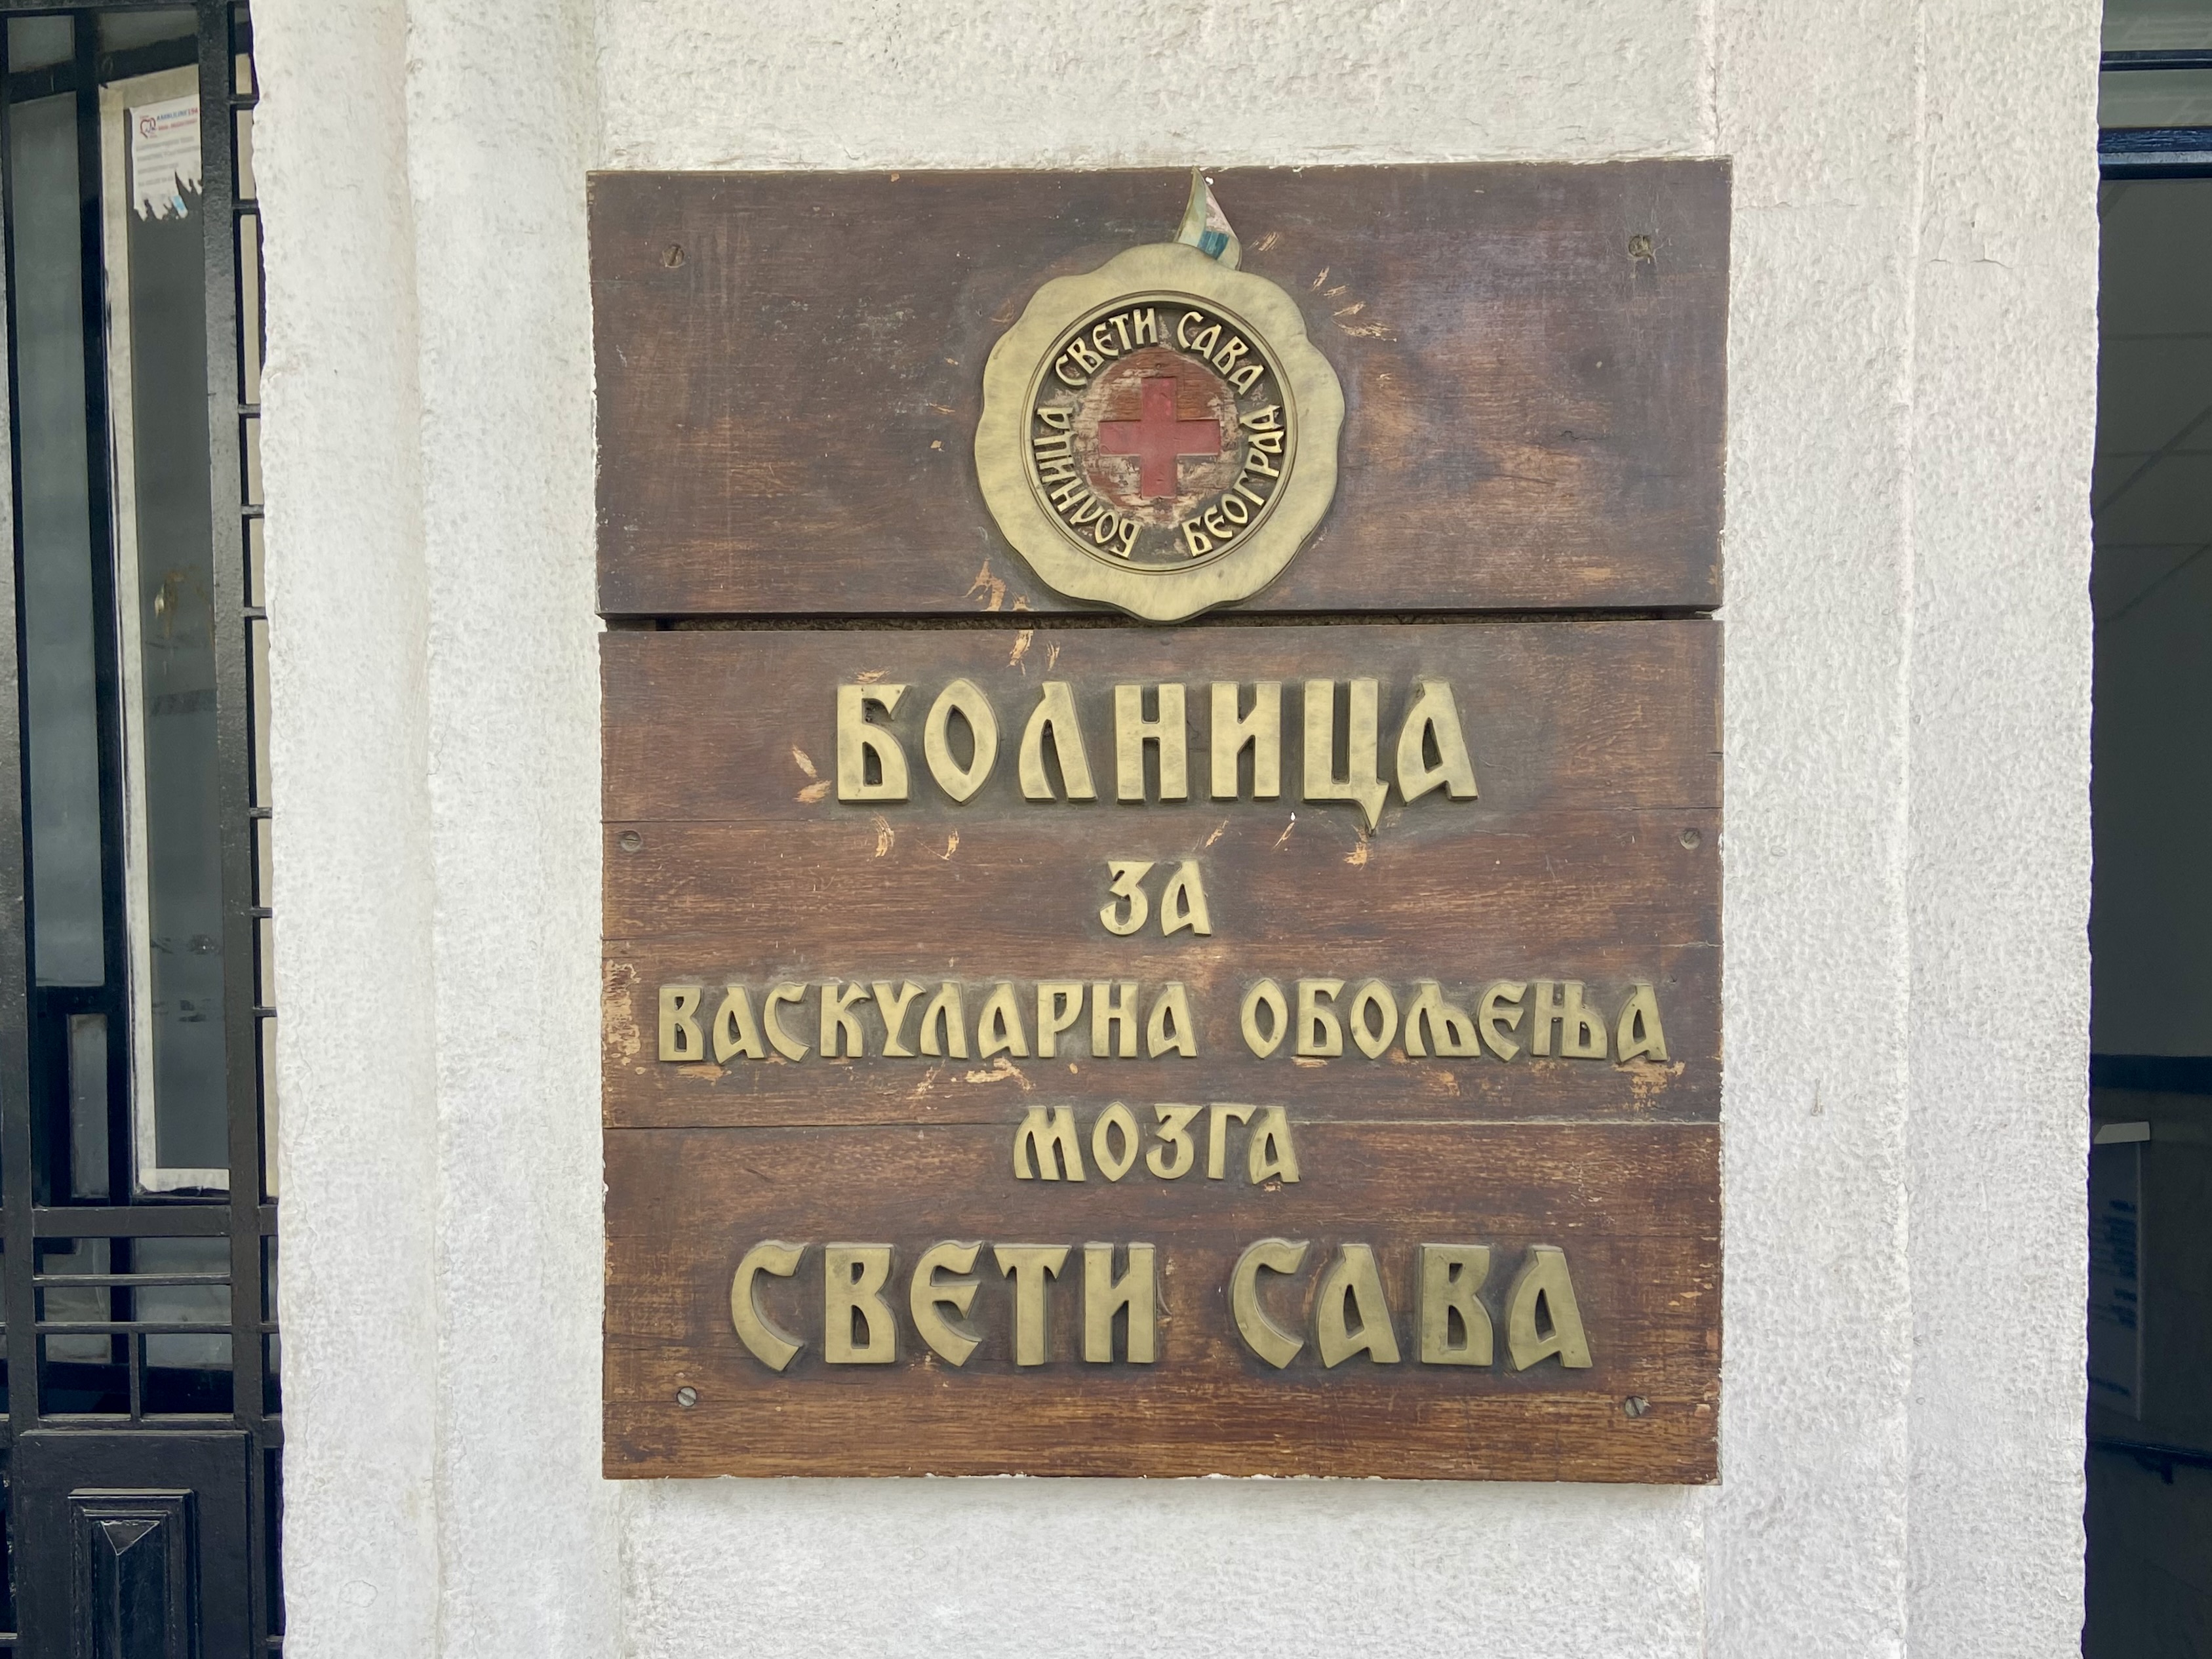 БОЛНИЦА СВЕТИ САВА БЕОГРАД
БОЛНИЦА
ЗА
ВАСКУЛАРНА ОБОЉЕЊА
МОЗГА
СВЕТИ САВА